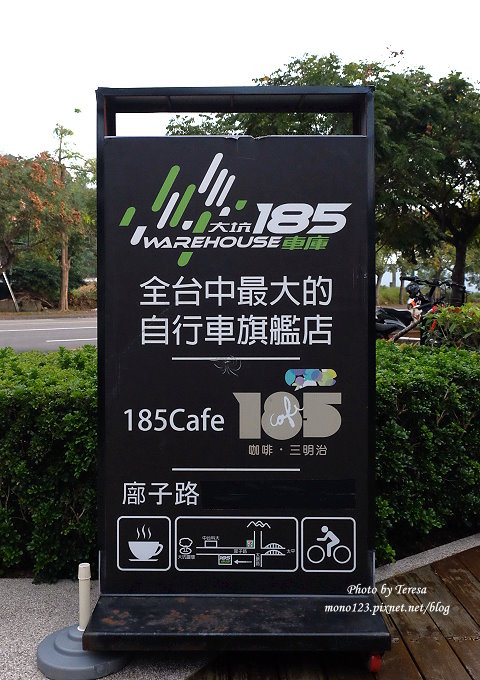 大坑185
WAREHOUSE車庫
全台中最大的
自行車旗艦店
185Cafe
185
cafe
咖啡・三明治
廍子路
Photo by Teresa
mono123.pixnet.net/blog